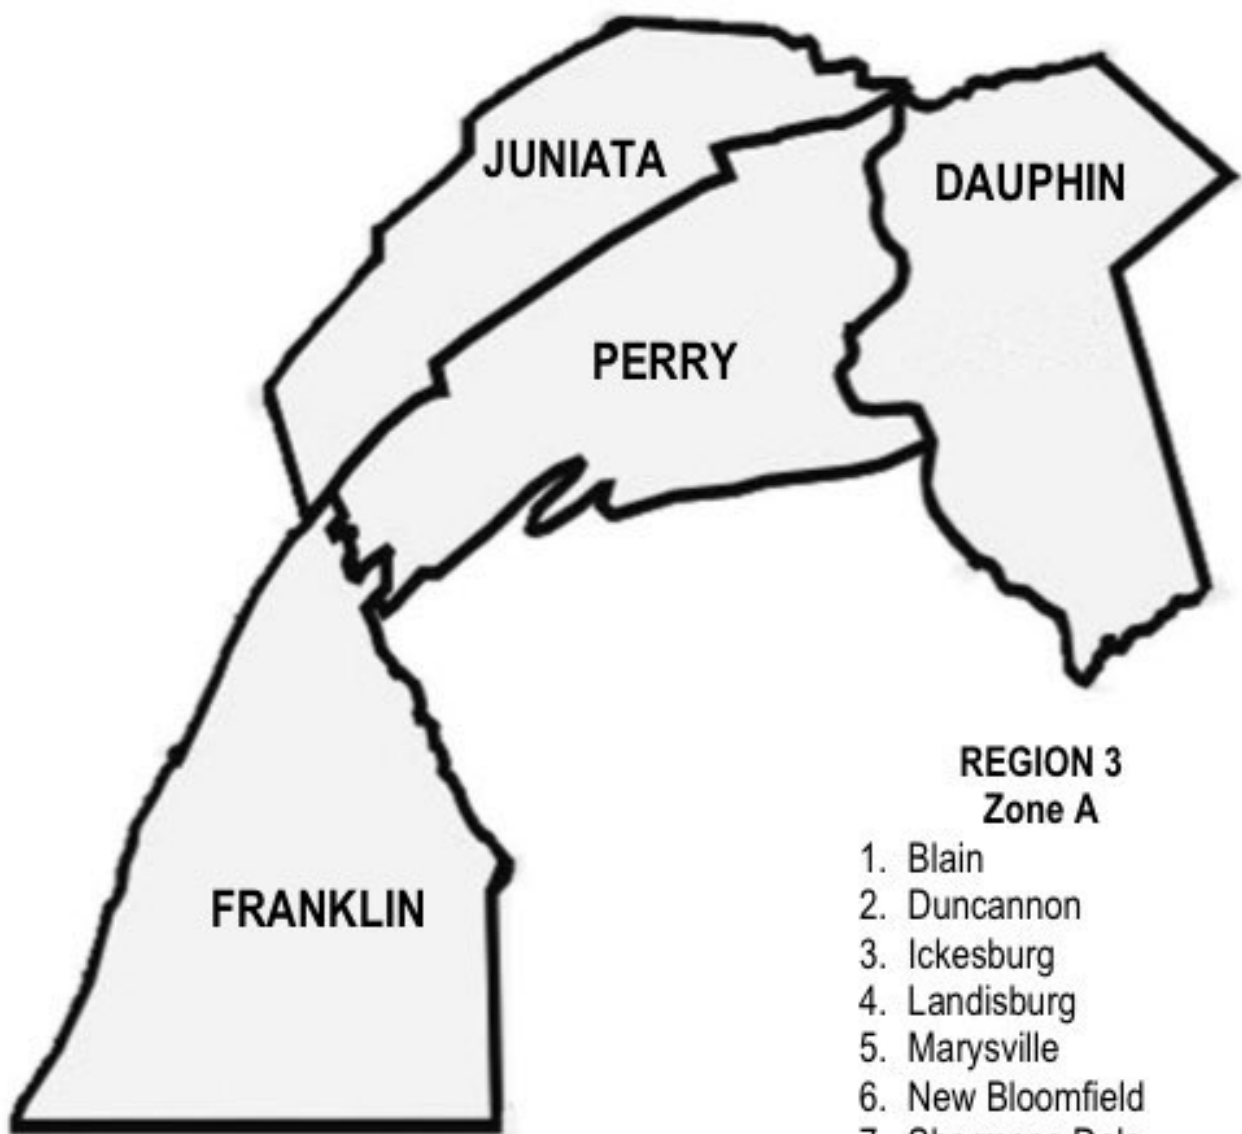 JUNIATA
DAUPHIN
PERRY
FRANKLIN
REGION 3
Zone A
1. Blain
2. Duncannon
3. Ickesburg
4. Landisburg
5. Marysville
6. New Bloomfield
7.